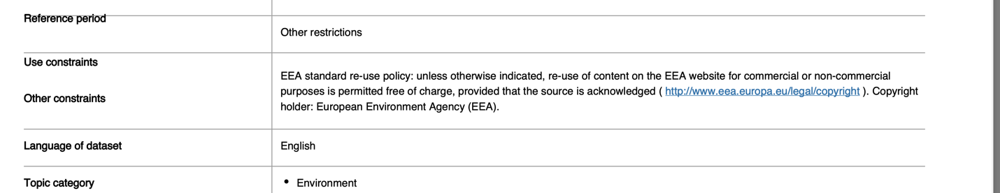 Reference period
Other restrictions
Use constraints
EEA standard re-use policy: unless otherwise indicated, re-use of content on the EEA website for commercial or non-commercial
purposes is permitted free of charge, provided that the source is acknowledged ( http://www.eea.europa.eu/legal/copyright ). Copyright
Other constraints
holder: European Environment Agency (EEA).
Language of dataset
English
Topic category
• Environment